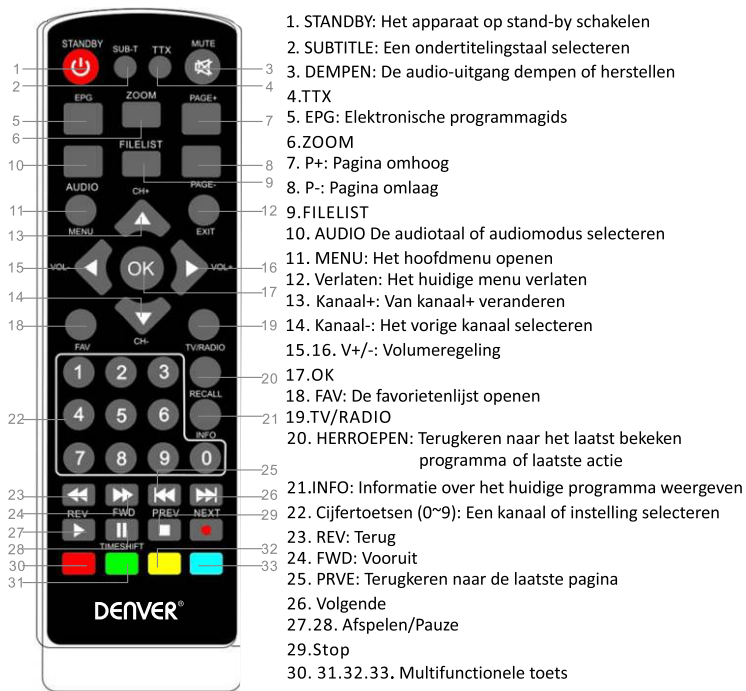 STANDBY
SUB-T
TTX
MUTE
1
2
3
4
EPG
ZOOM
PAGE+
5
6
7
FILELIST
10
8
9
AUDIO
CH+
PAGE-
11
12
MENU
EXIT
13
15
VOL-
OK
VOL+
16
17
14
18
19
FAV
CH-
TV/RADIO
1
2
3
20
RECALL
4
5
6
22
21
INFO
7
8
9
0
25
23
26
24
REV
FWD
PREV
NEXT
29
27
28
TIMESHIFT
32
30
33
31
DENVER®
1. STANDBY: Het apparaat op stand-by schakelen
2. SUBTITLE: Een ondertitelingstaal selecteren
3. DEMPEN: De audio-uitgang dempen of herstellen
4.TTX
5. EPG: Elektronische programmagids
6.ZOOM
7. P+: Pagina omhoog
8. P-: Pagina omlaag
9.FILELIST
10. AUDIO De audiotaal of audiomodus selecteren
11. MENU: Het hoofdmenu openen
12. Verlaten: Het huidige menu verlaten
13. Kanaal+: Van kanaal+ veranderen
14. Kanaal-: Het vorige kanaal selecteren
15.16. V+/-: Volumeregeling
17.OK
18. FAV: De favorietenlijst openen
19.TV/RADIO
20. HERROEPEN: Terugkeren naar het laatst bekeken
programma of laatste actie
21.INFO: Informatie over het huidige programma weergeven
22. Cijfertoetsen (0~9): Een kanaal of instelling selecteren
23. REV: Terug
24. FWD: Vooruit
25. PRVE: Terugkeren naar de laatste pagina
26. Volgende
27.28. Afspelen/Pauze
29.Stop
30. 31.32.33. Multifunctionele toets